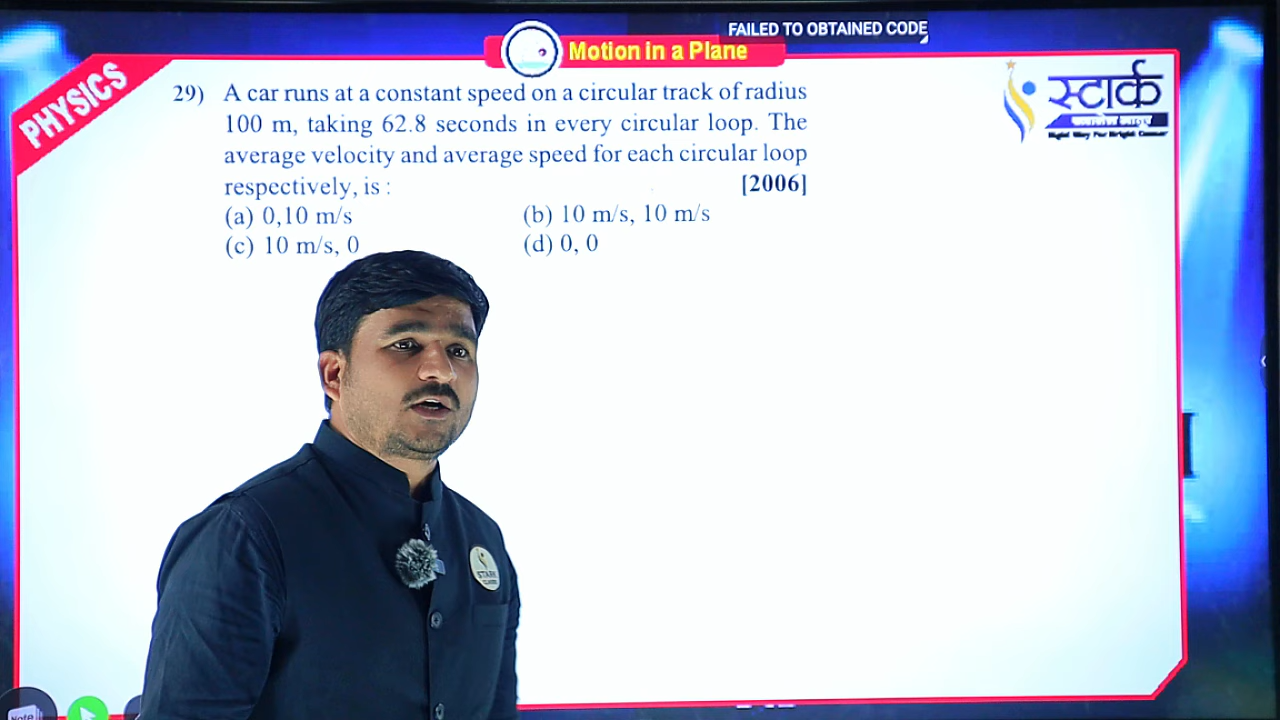 FAILED TO OBTAINED CODE
Motion in a Plane
PHYSICS
स्टार्क
29) A car runs at a constant speed on a circular track of radius
100 m, taking 62.8 seconds in every circular loop. The
average velocity and average speed for each circular loop
respectively, is : [2006]
(a) 0,10 m/s (b) 10 m/s, 10 m/s
(c) 10 m/s, 0 (d) 0, 0
STARK
Note